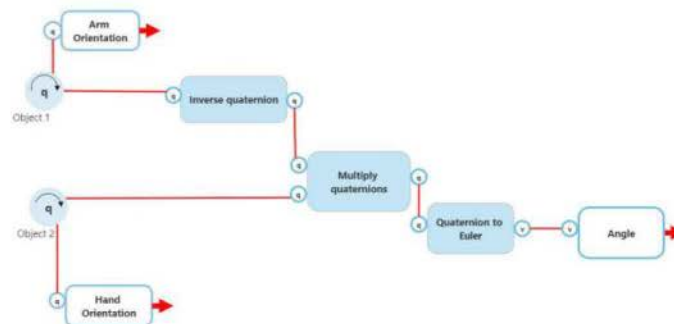 Arm
Orientation
q
q
Object 1
q
Inverse quaternion
q
q
Multiply
quaternions
q
q
q
Object 2
q
Quaternion to
Euler
v
v
Angle
q
Hand
Orientation